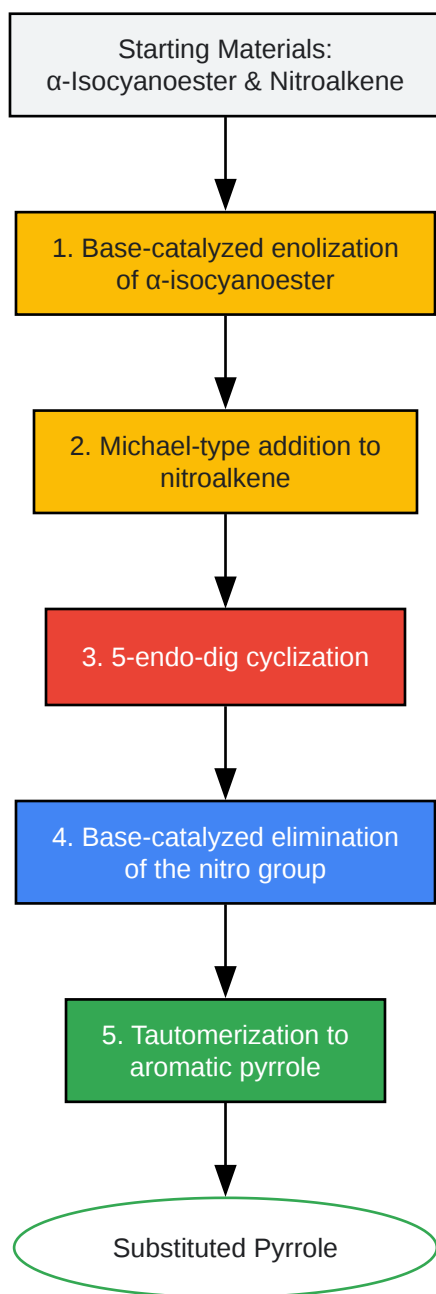 Starting Materials:
α-Isocyanoester & Nitroalkene
1. Base-catalyzed enolization
of α-isocyanoester
2. Michael-type addition to
nitroalkene
3. 5-endo-dig cyclization
4. Base-catalyzed elimination
of the nitro group
5. Tautomerization to
aromatic pyrrole
Substituted Pyrrole